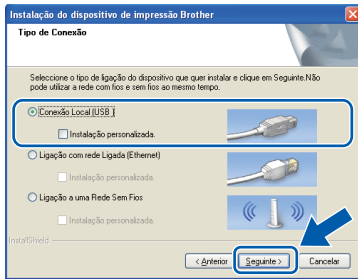 Instalação do dispositivo de impressão Brother
Tipo de Conexão
Seleccione o tipo de ligação do dispositivo que quer instalar e clique em Seguinte.Não
pode utilizar a rede com fios e sem fios ao mesmo tempo.
Conexão Local (USB )
Instalação personalizada.
Ligação com rede Ligada (Ethernet)
Instalação personalizada.
Ligação a uma Rede Sem Fios
Instalação personalizada.
InstallShield
< Anterior Seguinte > Cancelar